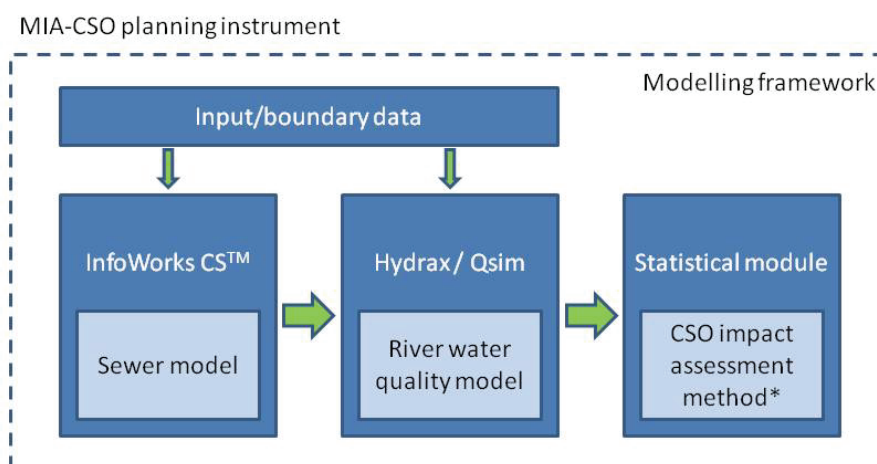 MIA-CSO planning instrument
Modelling framework
Input/boundary data
InfoWorks CS™
Sewer model
Hydrax / Qsim
River water
quality model
Statistical module
CSO impact
assessment
method*